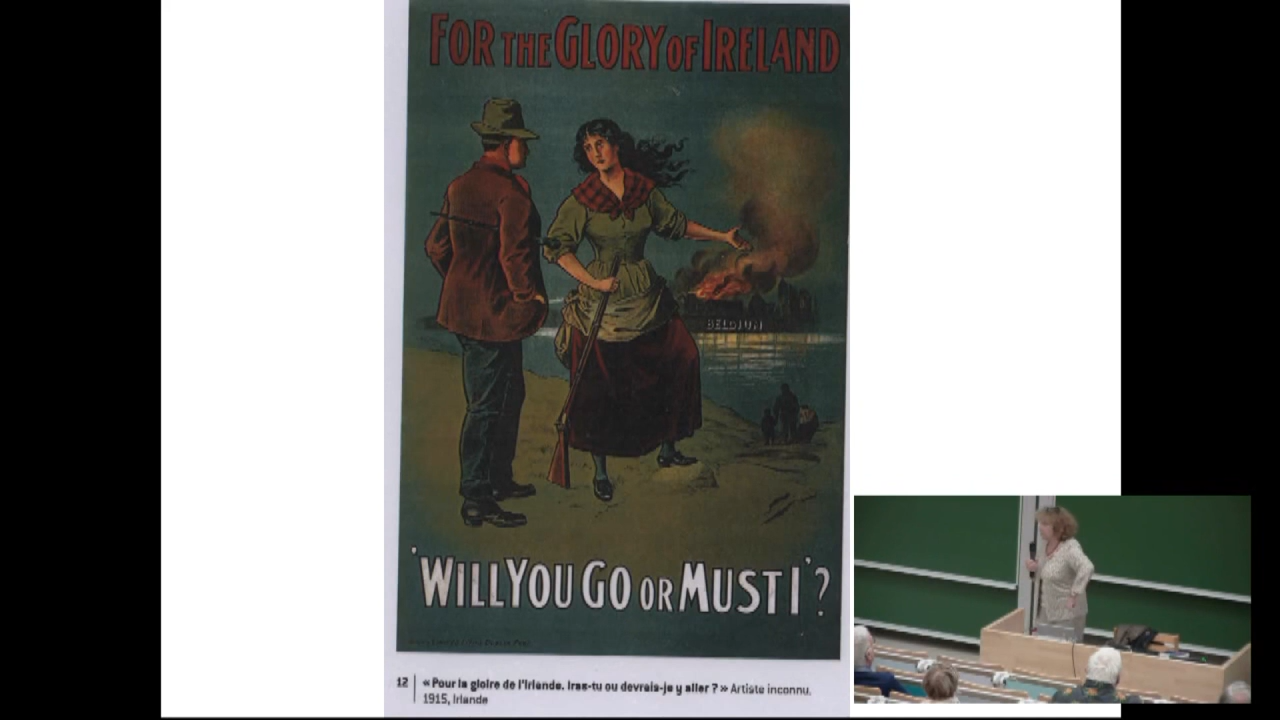 FOR THE GLORY OF IRELAND
BELGIUM
'WILL YOU GO OR MUST I'?
12 « Pour la gloire de l'Irlande. Iras-tu ou devrais-je y aller ? » Artiste inconnu.
1915, Irlande